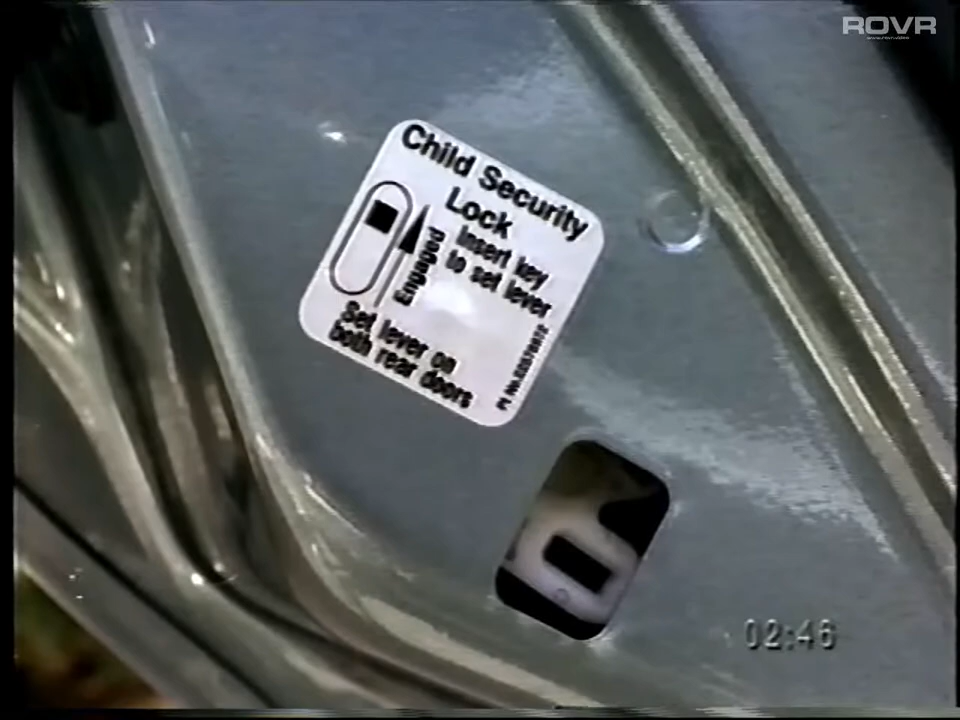 ROVR
Child Security
Lock
Insert key
to set lever
Engaged
Set lever on
both rear doors
02:46